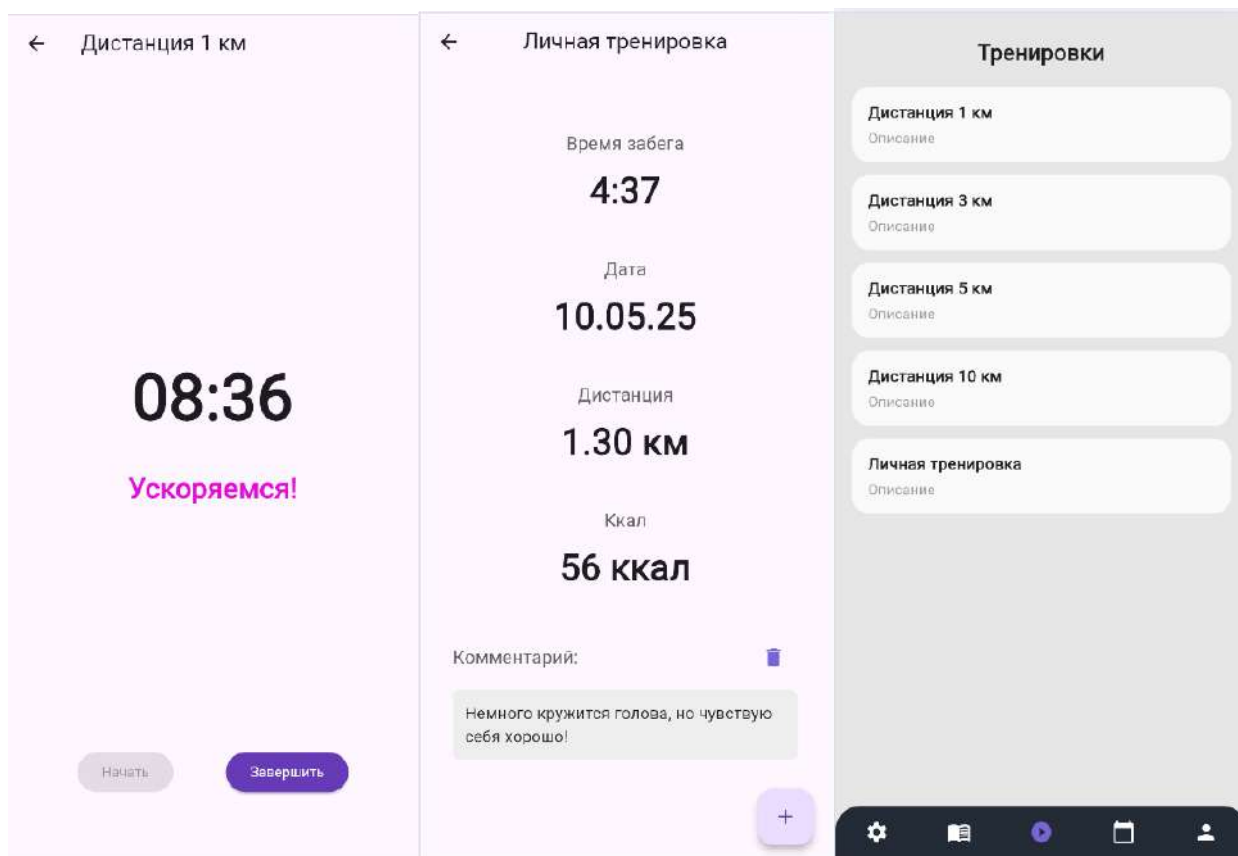 Дистанция 1 км
08:36
Ускоряемся!
Начать
Завершить
Личная тренировка
Время забега
4:37
Дата
10.05.25
Дистанция
1.30 км
Ккал
56 ккал
Комментарий:
Немного кружится голова, но чувствую
себя хорошо!
+
Тренировки
Дистанция 1 км
Описание
Дистанция 3 км
Описание
Дистанция 5 км
Описание
Дистанция 10 км
Описание
Личная тренировка
Описание